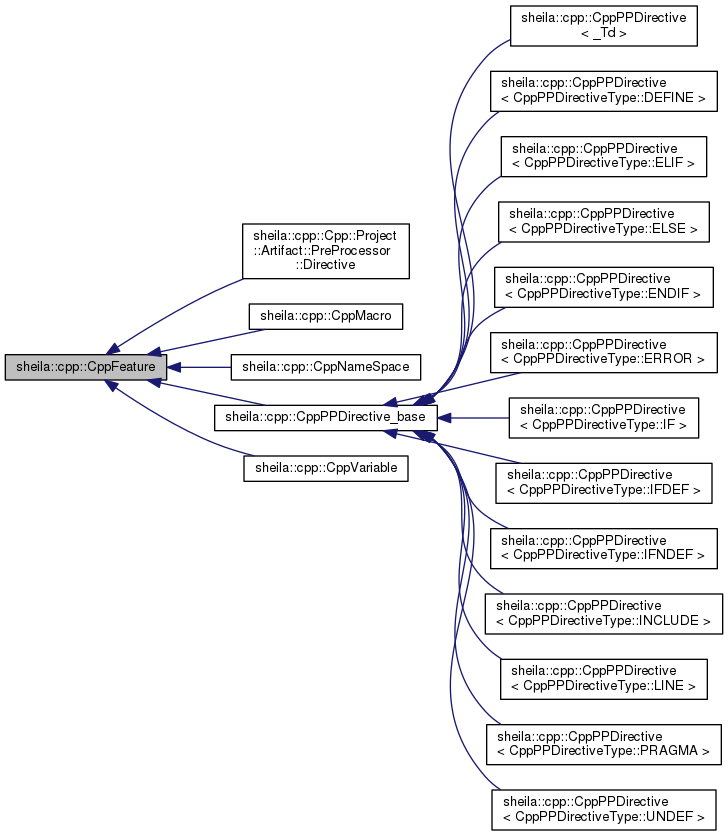 sheila::cpp::CppFeature
sheila::cpp::Cpp::Project
::Artifact::PreProcessor
::Directive
sheila::cpp::CppMacro
sheila::cpp::CppNameSpace
sheila::cpp::CppPPDirective_base
sheila::cpp::CppVariable
sheila::cpp::CppPPDirective
< _Td >
sheila::cpp::CppPPDirective
< CppPPDirectiveType::DEFINE >
sheila::cpp::CppPPDirective
< CppPPDirectiveType::ELIF >
sheila::cpp::CppPPDirective
< CppPPDirectiveType::ELSE >
sheila::cpp::CppPPDirective
< CppPPDirectiveType::ENDIF >
sheila::cpp::CppPPDirective
< CppPPDirectiveType::ERROR >
sheila::cpp::CppPPDirective
< CppPPDirectiveType::IF >
sheila::cpp::CppPPDirective
< CppPPDirectiveType::IFDEF >
sheila::cpp::CppPPDirective
< CppPPDirectiveType::IFNDEF >
sheila::cpp::CppPPDirective
< CppPPDirectiveType::INCLUDE >
sheila::cpp::CppPPDirective
< CppPPDirectiveType::LINE >
sheila::cpp::CppPPDirective
< CppPPDirectiveType::PRAGMA >
sheila::cpp::CppPPDirective
< CppPPDirectiveType::UNDEF >